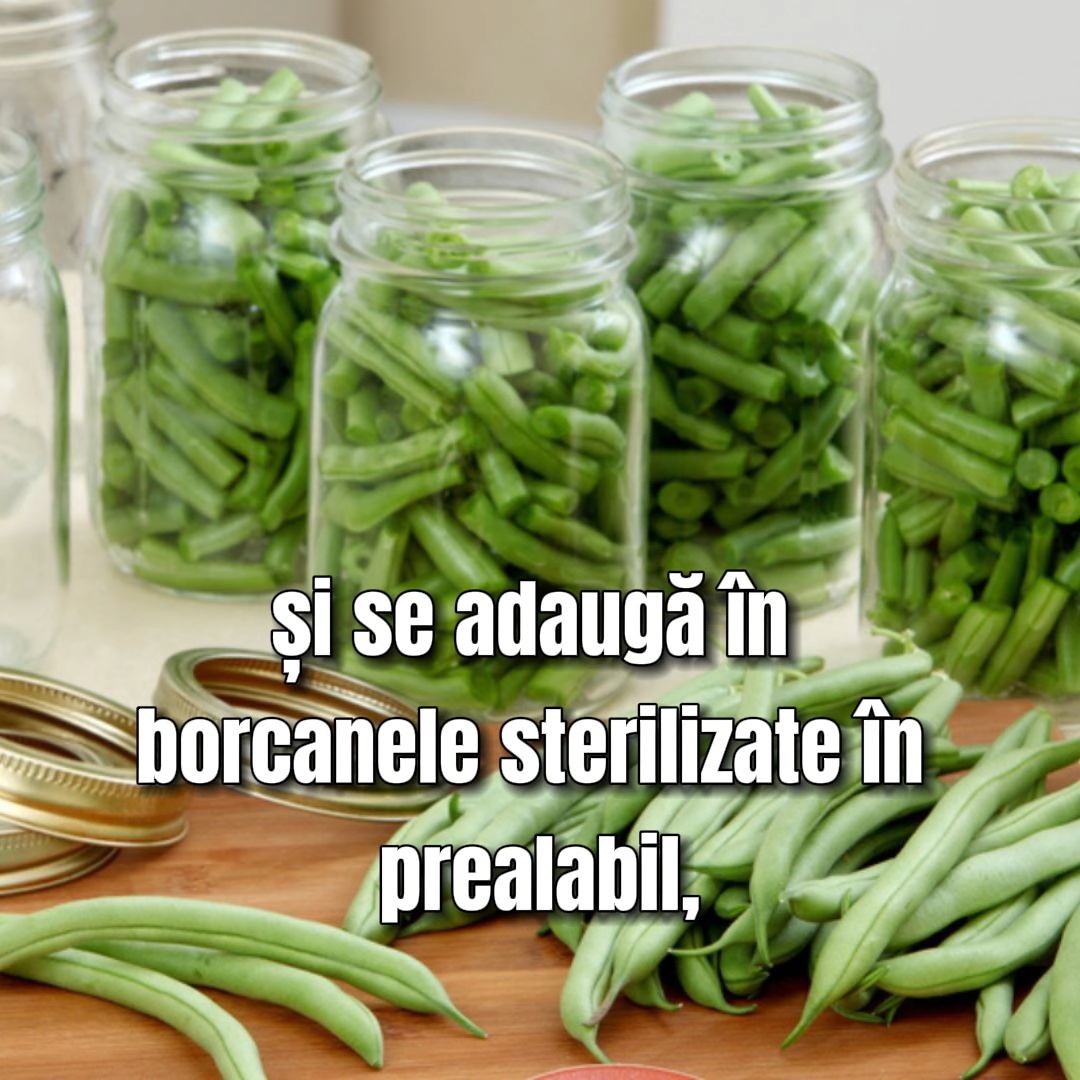 și se adaugă în
borcanele sterilizate în
prealabil,